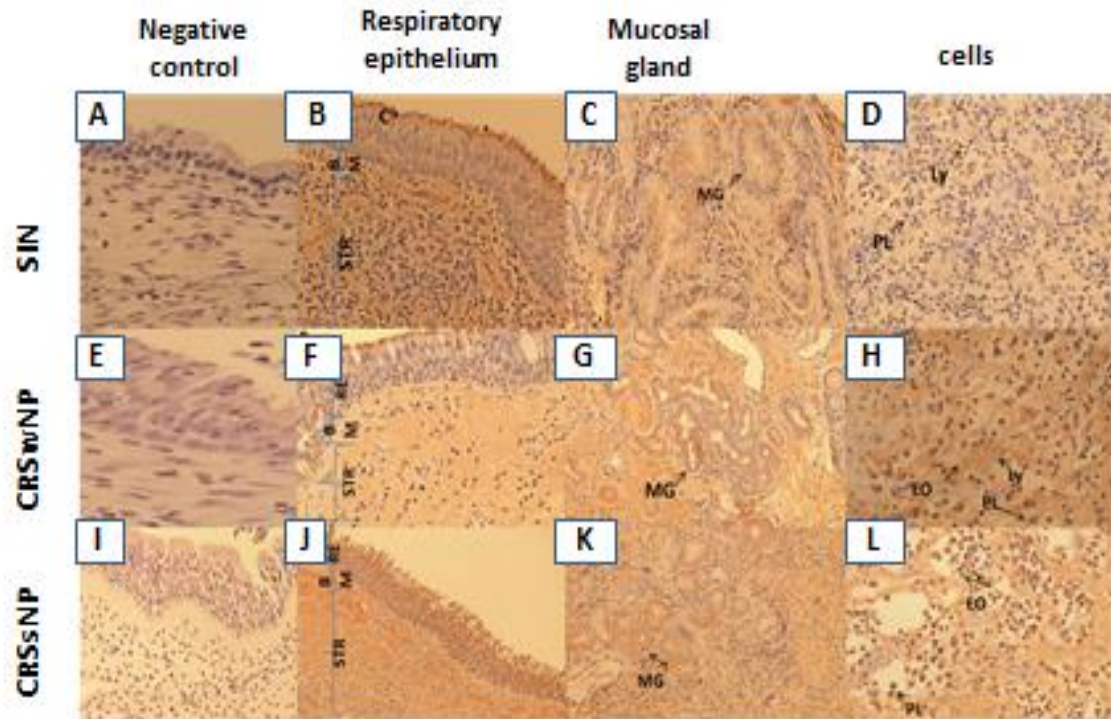 Negative
control
Respiratory
epithelium
Mucosal
gland
cells
SIN
A
B
C
D
C
B
M
STR
MG
Ly
PL
CRSwNP
E
F
G
H
RE
B
M
STR
MG
EO
Ly
PL
CRSsNP
I
J
K
L
RE
B
M
STR
MG
EO
PL